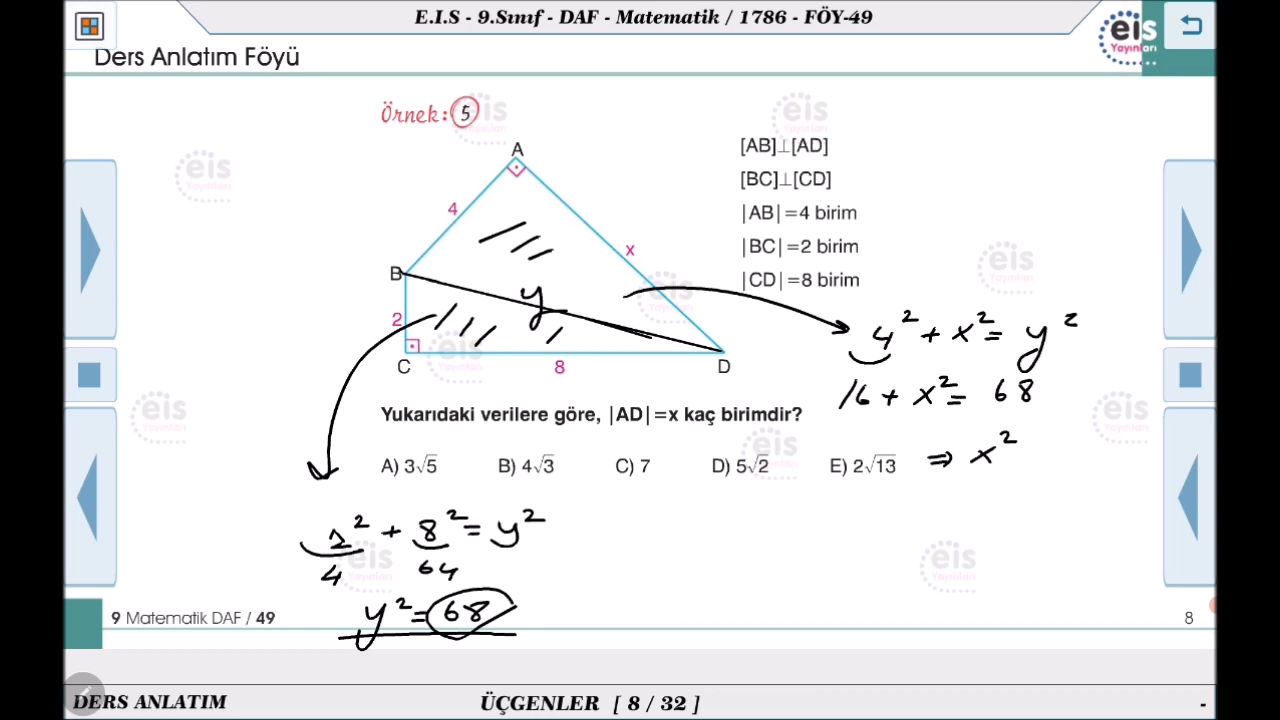 E.I.S - 9.Sınıf - DAF - Matematik / 1786 - FÖY-49
eis
Yayınları
Ders Anlatım Föyü
Örnek: 5
A
4
x
B
y
2
C
8
D
[AB]⊥[AD]
[BC]⊥[CD]
|AB|=4 birim
|BC|=2 birim
|CD|=8 birim
4² + x² = y²
16 + x² = 68
⇒ x²
Yukarıdaki verilere göre, |AD|=x kaç birimdir?
A) 3√5 B) 4√3 C) 7 D) 5√2 E) 2√13
2² + 8² = y²
4 64
y² = 68
9 Matematik DAF / 49
8
DERS ANLATIM
ÜÇGENLER [ 8 / 32 ]
-